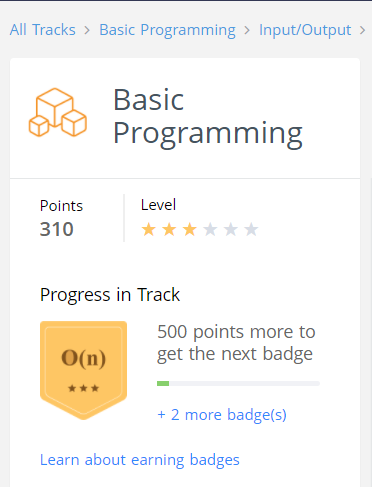 All Tracks > Basic Programming > Input/Output >
Basic
Programming
Points
310
Level
Progress in Track
O(n)
500 points more to
get the next badge
+ 2 more badge(s)
Learn about earning badges